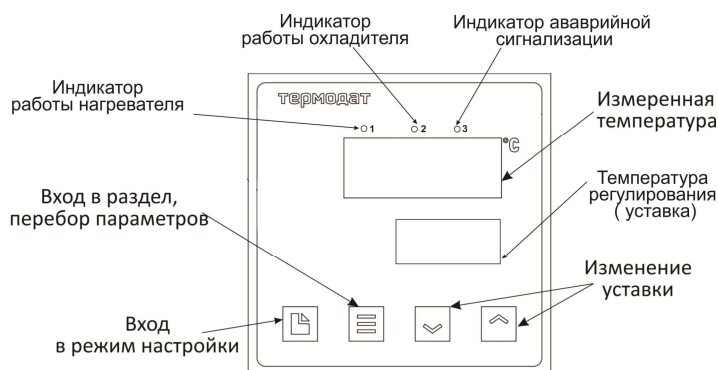 Индикатор
работы охладителя
Индикатор ававрийной
сигнализации
Индикатор
работы нагревателя
термодат
1 2 3
°C
Измеренная
температура
Вход в раздел,
перебор параметров
Температура
регулирования
( уставка)
Изменение
уставки
Вход
в режим настройки